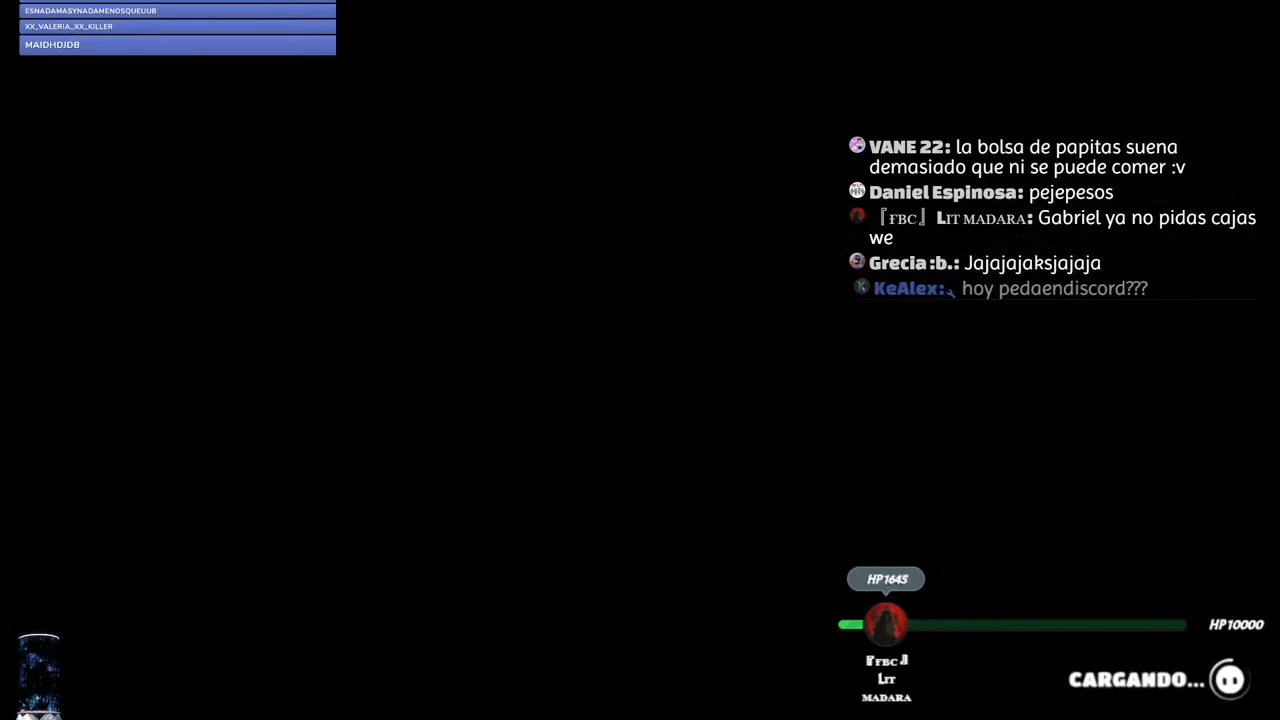 ESNADAMASYNADAMENOSQUEUUB
XX_VALERIA_XX_KILLER
MAIDHDJDB
VANE 22: la bolsa de papitas suena
demasiado que ni se puede comer :v
Daniel Espinosa: pejepesos
『FBC』 LIT MADARA: Gabriel ya no pidas cajas
we
Grecia :b.: Jajajajaksjajaja
KeAlex: hoy pedaendiscord???
HP1645
HP10000
『FBC』
LIT
MADARA
CARGANDO...